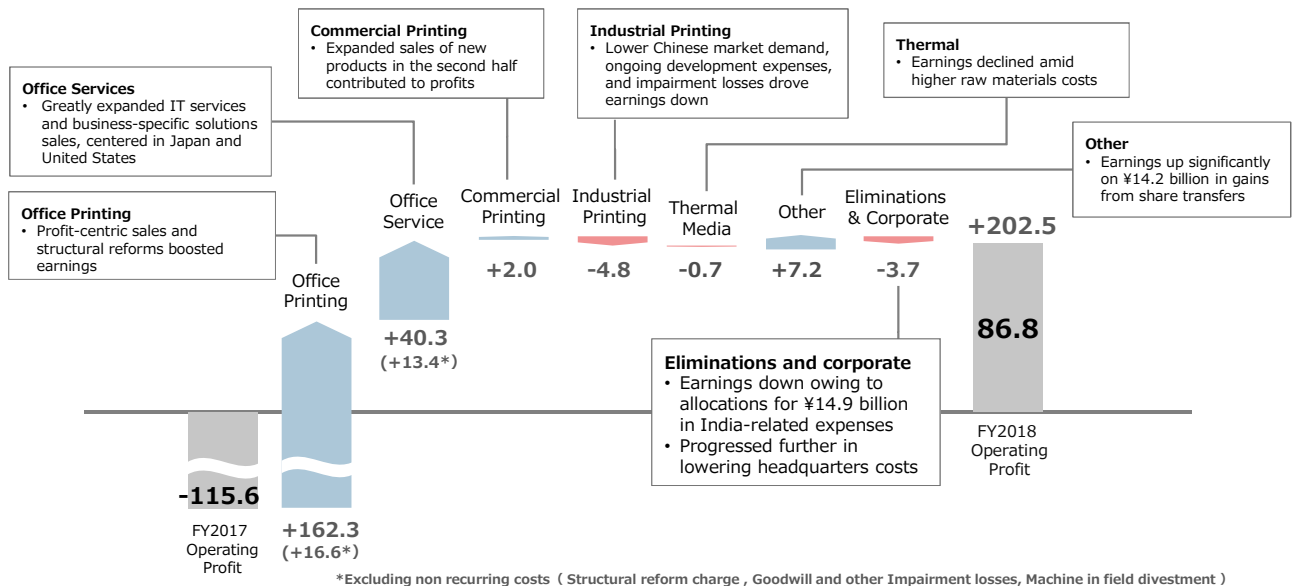 Commercial Printing
• Expanded sales of new
products in the second half
contributed to profits
Industrial Printing
• Lower Chinese market demand,
ongoing development expenses,
and impairment losses drove
earnings down
Thermal
• Earnings declined amid
higher raw materials costs
Office Services
• Greatly expanded IT services
and business-specific solutions
sales, centered in Japan and
United States
Other
• Earnings up significantly
on ¥14.2 billion in gains
from share transfers
Office Printing
• Profit-centric sales and
structural reforms boosted
earnings
Office
Printing
Office
Service
Commercial
Printing
Industrial
Printing
Thermal
Media
Other
Eliminations
& Corporate
+202.5
+2.0
-4.8
-0.7
+7.2
-3.7
86.8
+40.3
(+13.4*)
Eliminations and corporate
• Earnings down owing to
allocations for ¥14.9 billion
in India-related expenses
• Progressed further in
lowering headquarters costs
FY2018
Operating
Profit
-115.6
FY2017
Operating
Profit
+162.3
(+16.6*)
*Excluding non recurring costs ( Structural reform charge , Goodwill and other Impairment losses, Machine in field divestment )